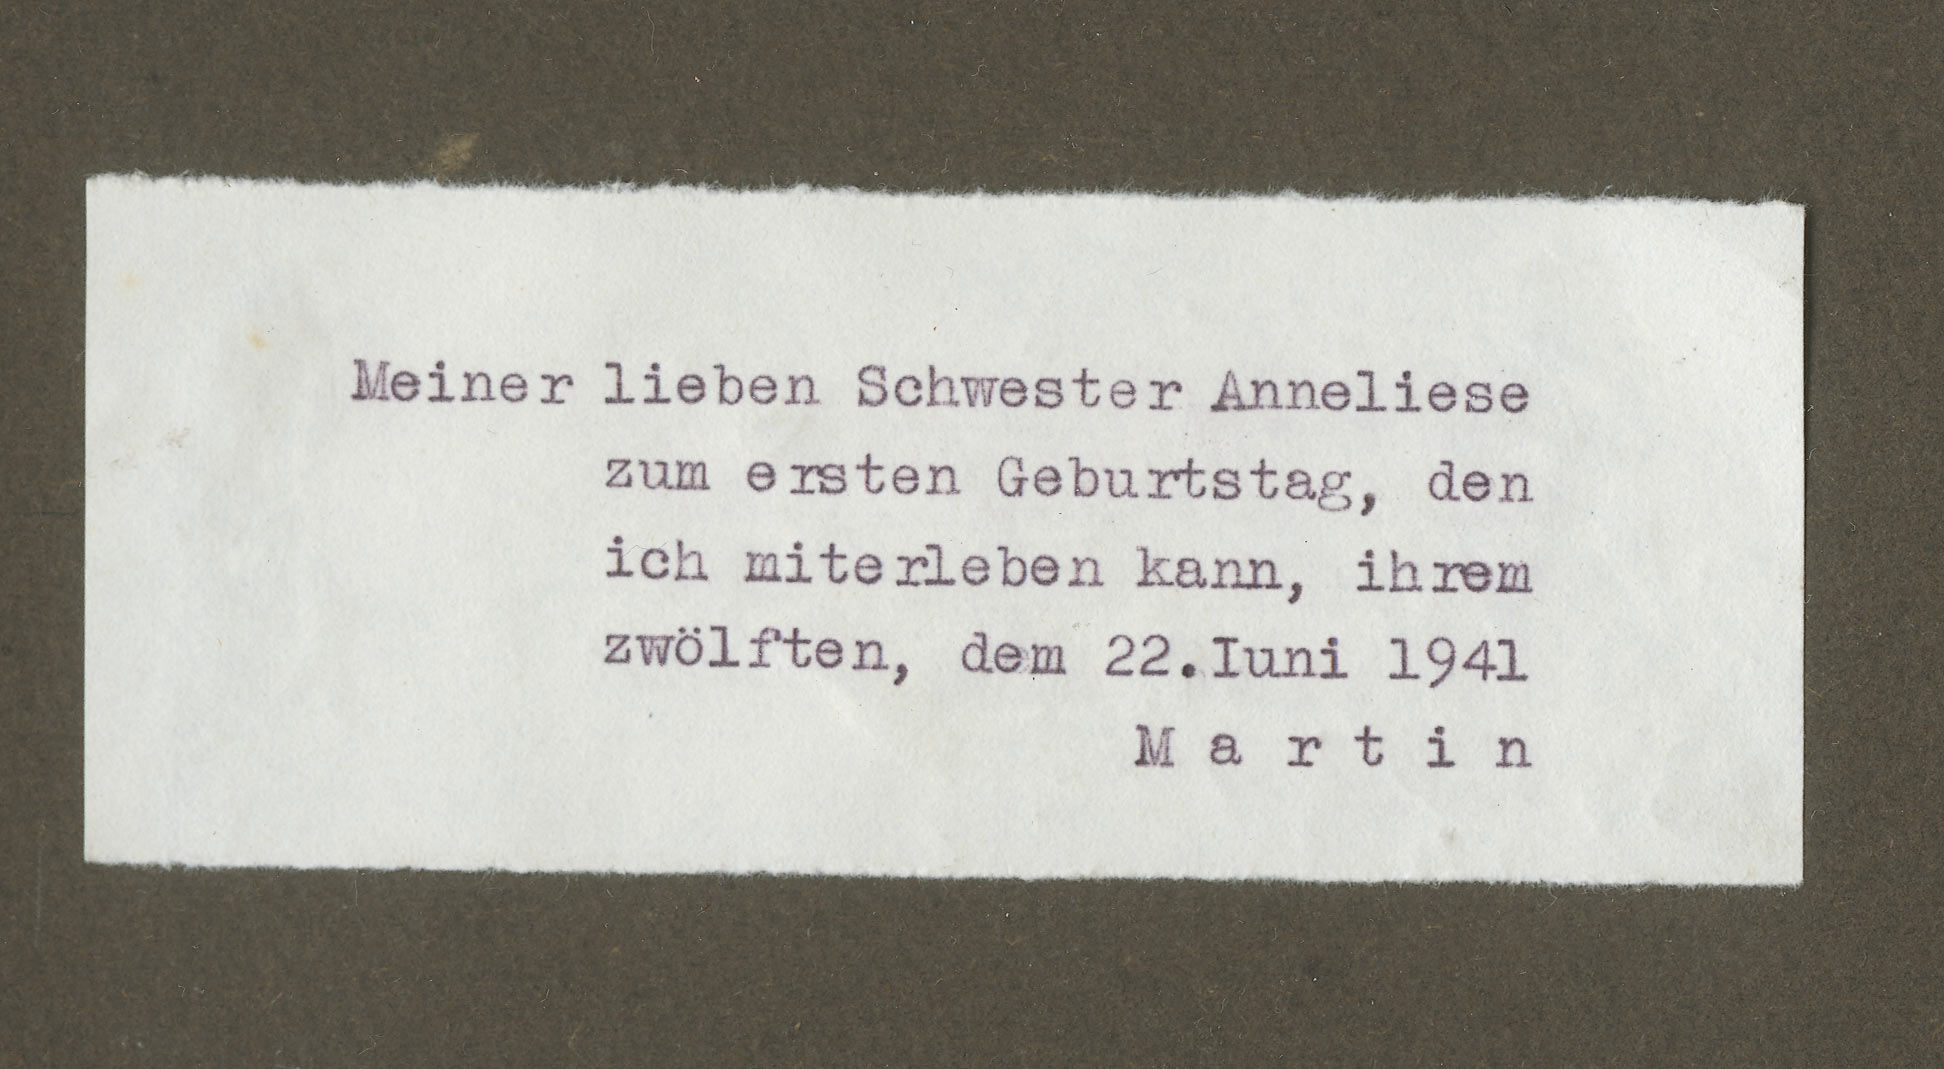 Meiner lieben Schwester Anneliese
zum ersten Geburtstag, den
ich miterleben kann, ihrem
zwölften, dem 22.Iuni 1941
M a r t i n